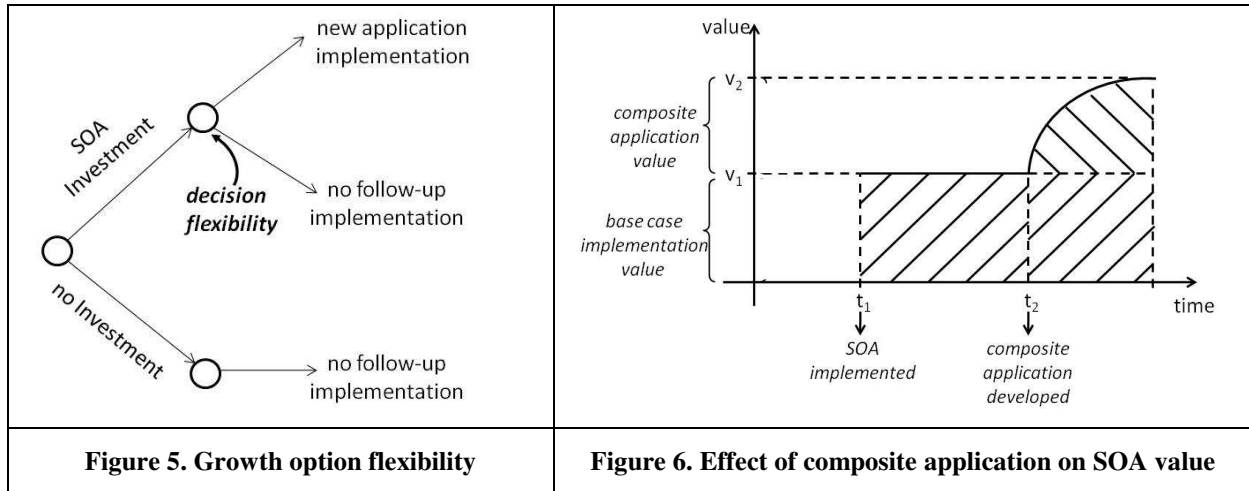 new application
implementation
SOA
Investment
decision
flexibility
no follow-up
implementation
no Investment
no follow-up
implementation
Figure 5. Growth option flexibility
value
v2
composite
application
value
v1
base case
implementation
value
t1
t2
time
SOA
implemented
composite
application
developed
Figure 6. Effect of composite application on SOA value